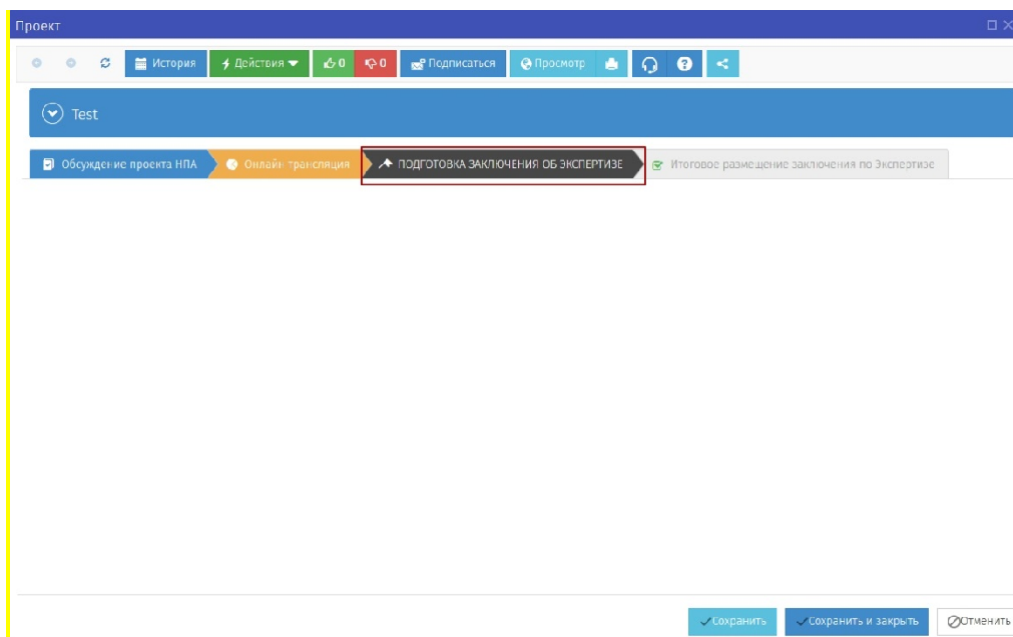 Проект
История Действия 0 0 Подписаться Просмотр
Test
Обсуждение проекта НПА Онлайн трансляция ПОДГОТОВКА ЗАКЛЮЧЕНИЯ ОБ ЭКСПЕРТИЗЕ Итоговое размещение заключения по Экспертизе
Сохранить Сохранить и закрыть Отменить